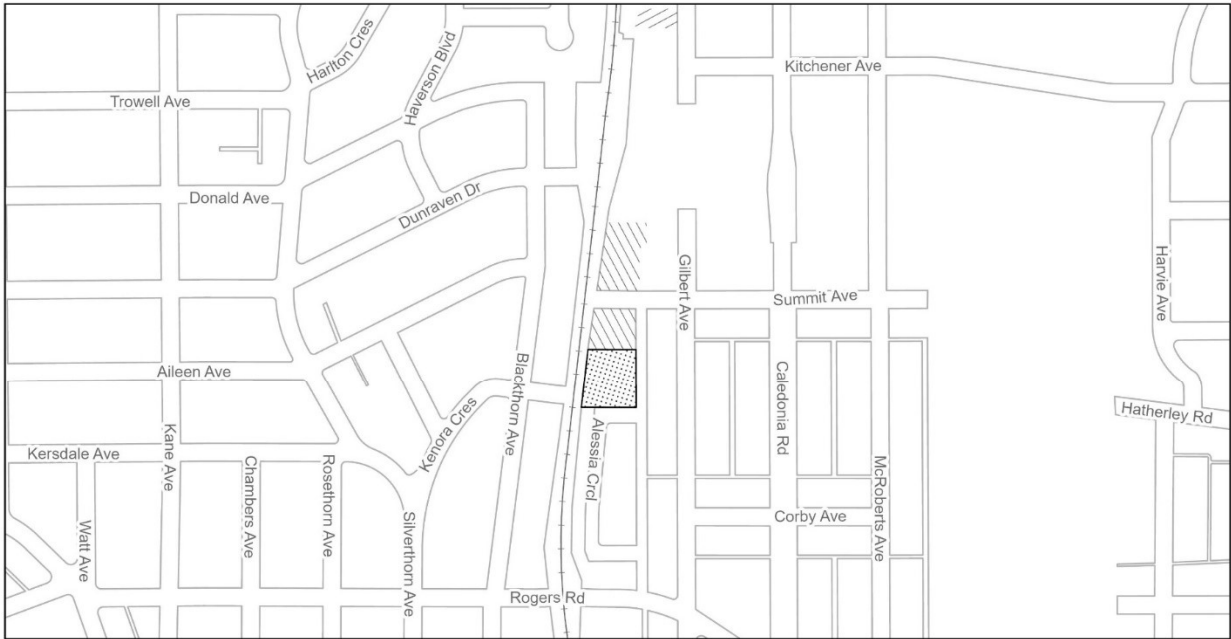 Harlton Cres
Haverson Blvd
Kitchener Ave
Trowell Ave
Donald Ave
Dunraven Dr
Gilbert Ave
Summit Ave
Harvie Ave
Aileen Ave
Blackthorn Ave
Caledonia Rd
Hatherley Rd
Kenora Cres
Alessia Crcl
Kersdale Ave
Kane Ave
Chambers Ave
Rosethorn Ave
McRoberts Ave
Watt Ave
Silverthorn Ave
Corby Ave
Rogers Rd